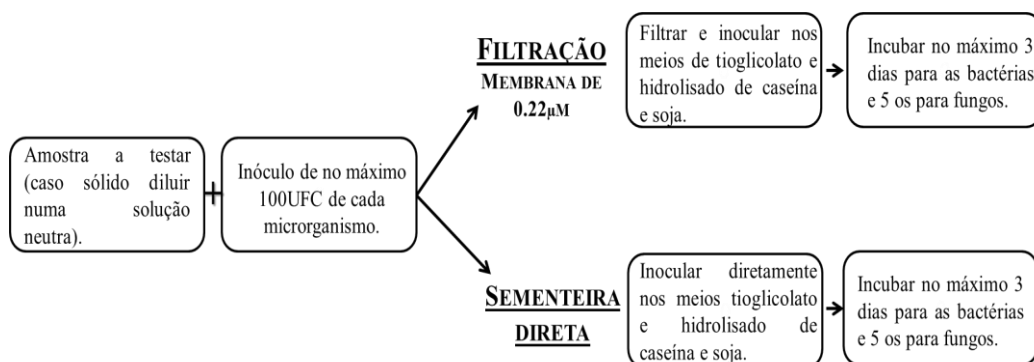 Amostra a testar
(caso sólido diluir
numa solução
neutra).
+
Inóculo de no máximo
100UFC de cada
microrganismo.
FILTRAÇÃO
MEMBRANA DE
0.22µM
Filtrar e inocular nos
meios de tioglicolato e
hidrolisado de caseína
e soja.
Incubar no máximo 3
dias para as bactérias
e 5 os para fungos.
SEMENTEIRA
DIRETA
Inocular diretamente
nos meios tioglicolato
e hidrolisado de
caseína e soja.
Incubar no máximo 3
dias para as bactérias
e 5 os para fungos.